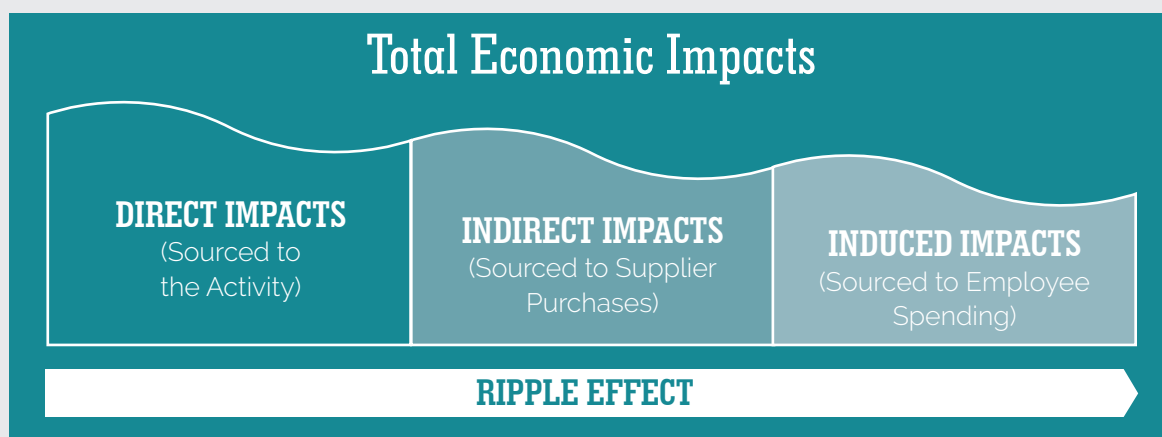 Total Economic Impacts
DIRECT IMPACTS
(Sourced to
the Activity)
INDIRECT IMPACTS
(Sourced to Supplier
Purchases)
INDUCED IMPACTS
(Sourced to Employee
Spending)
RIPPLE EFFECT